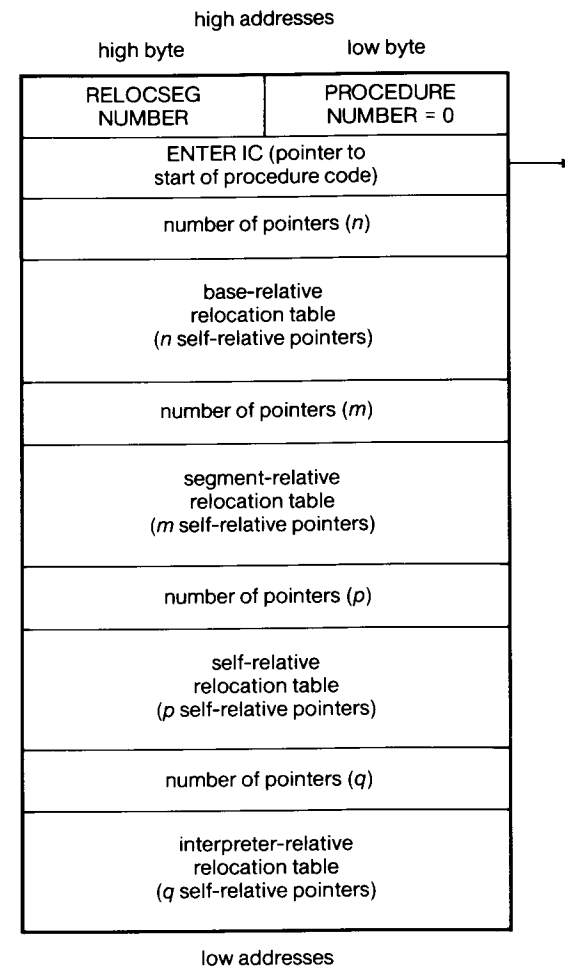 high addresses
high byte
low byte
RELOCSEG
NUMBER
PROCEDURE
NUMBER = 0
ENTER IC (pointer to
start of procedure code)
number of pointers (n)
base-relative
relocation table
(n self-relative pointers)
number of pointers (m)
segment-relative
relocation table
(m self-relative pointers)
number of pointers (p)
self-relative
relocation table
(p self-relative pointers)
number of pointers (q)
interpreter-relative
relocation table
(q self-relative pointers)
low addresses